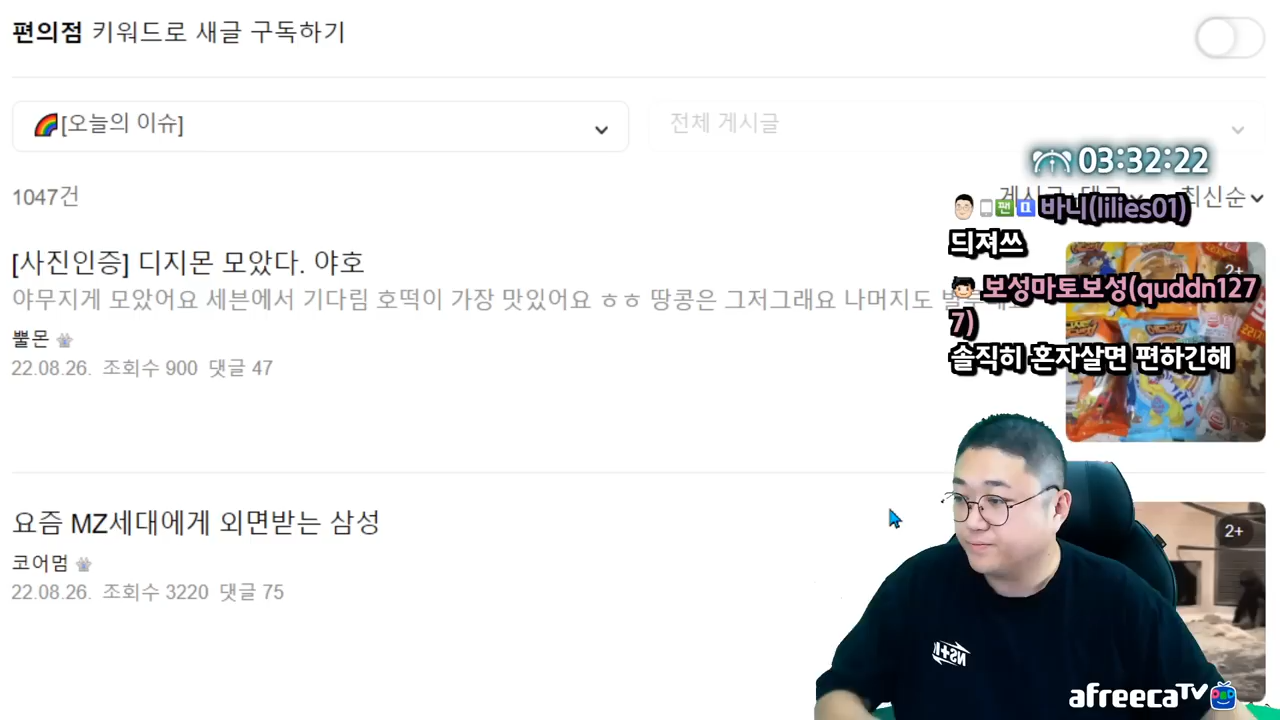 편의점 키워드로 새글 구독하기
🌈[오늘의 이슈]
전체 게시글
03:32:22
1047건
최신순
팬 n 바니(lilies01)
듸져쓰
[사진인증] 디지몬 모았다. 야호
2+
보성마토보성(quddn127
7)
야무지게 모았어요 세븐에서 기다림 호떡이 가장 맛있어요 ㅎㅎ 땅콩은 그저그래요 나머지도
뿔몬
솔직히 혼자살면 편하긴해
22.08.26. 조회수 900 댓글 47
요즘 MZ세대에게 외면받는 삼성
2+
코어멈
22.08.26. 조회수 3220 댓글 75
afreecaTV